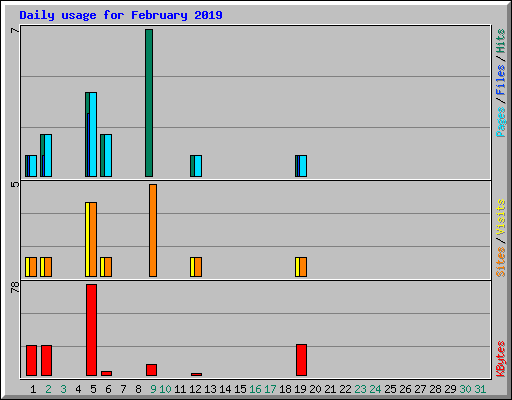 Daily usage for February 2019
7
5
78
Pages / Files / Hits
Sites / Visits
KBytes
1 2 3 4 5 6 7 8 9 10 11 12 13 14 15 16 17 18 19 20 21 22 23 24 25 26 27 28 29 30 31